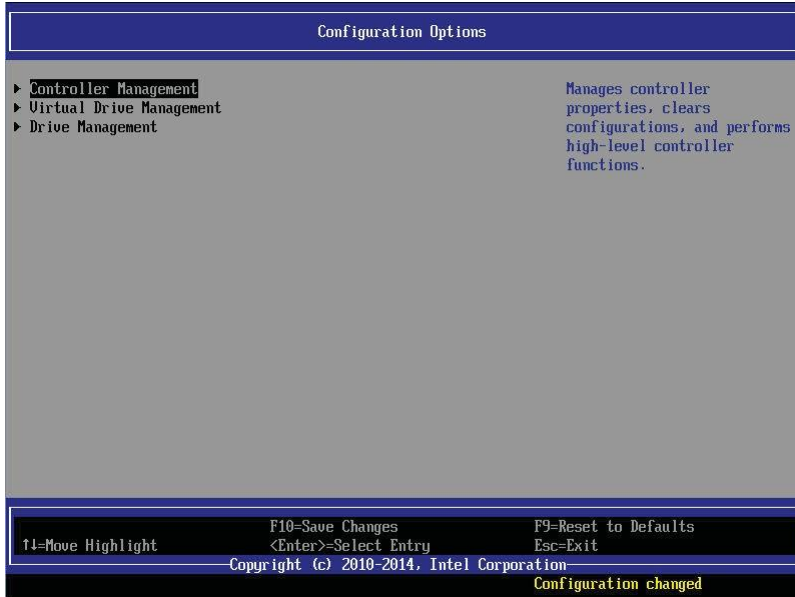 Configuration Options
▶ Controller Management
▶ Virtual Drive Management
▶ Drive Management
Manages controller
properties, clears
configurations, and performs
high-level controller
functions.
F10=Save Changes F9=Reset to Defaults
↑↓=Move Highlight <Enter>=Select Entry Esc=Exit
Copyright (c) 2010-2014, Intel Corporation
Configuration changed